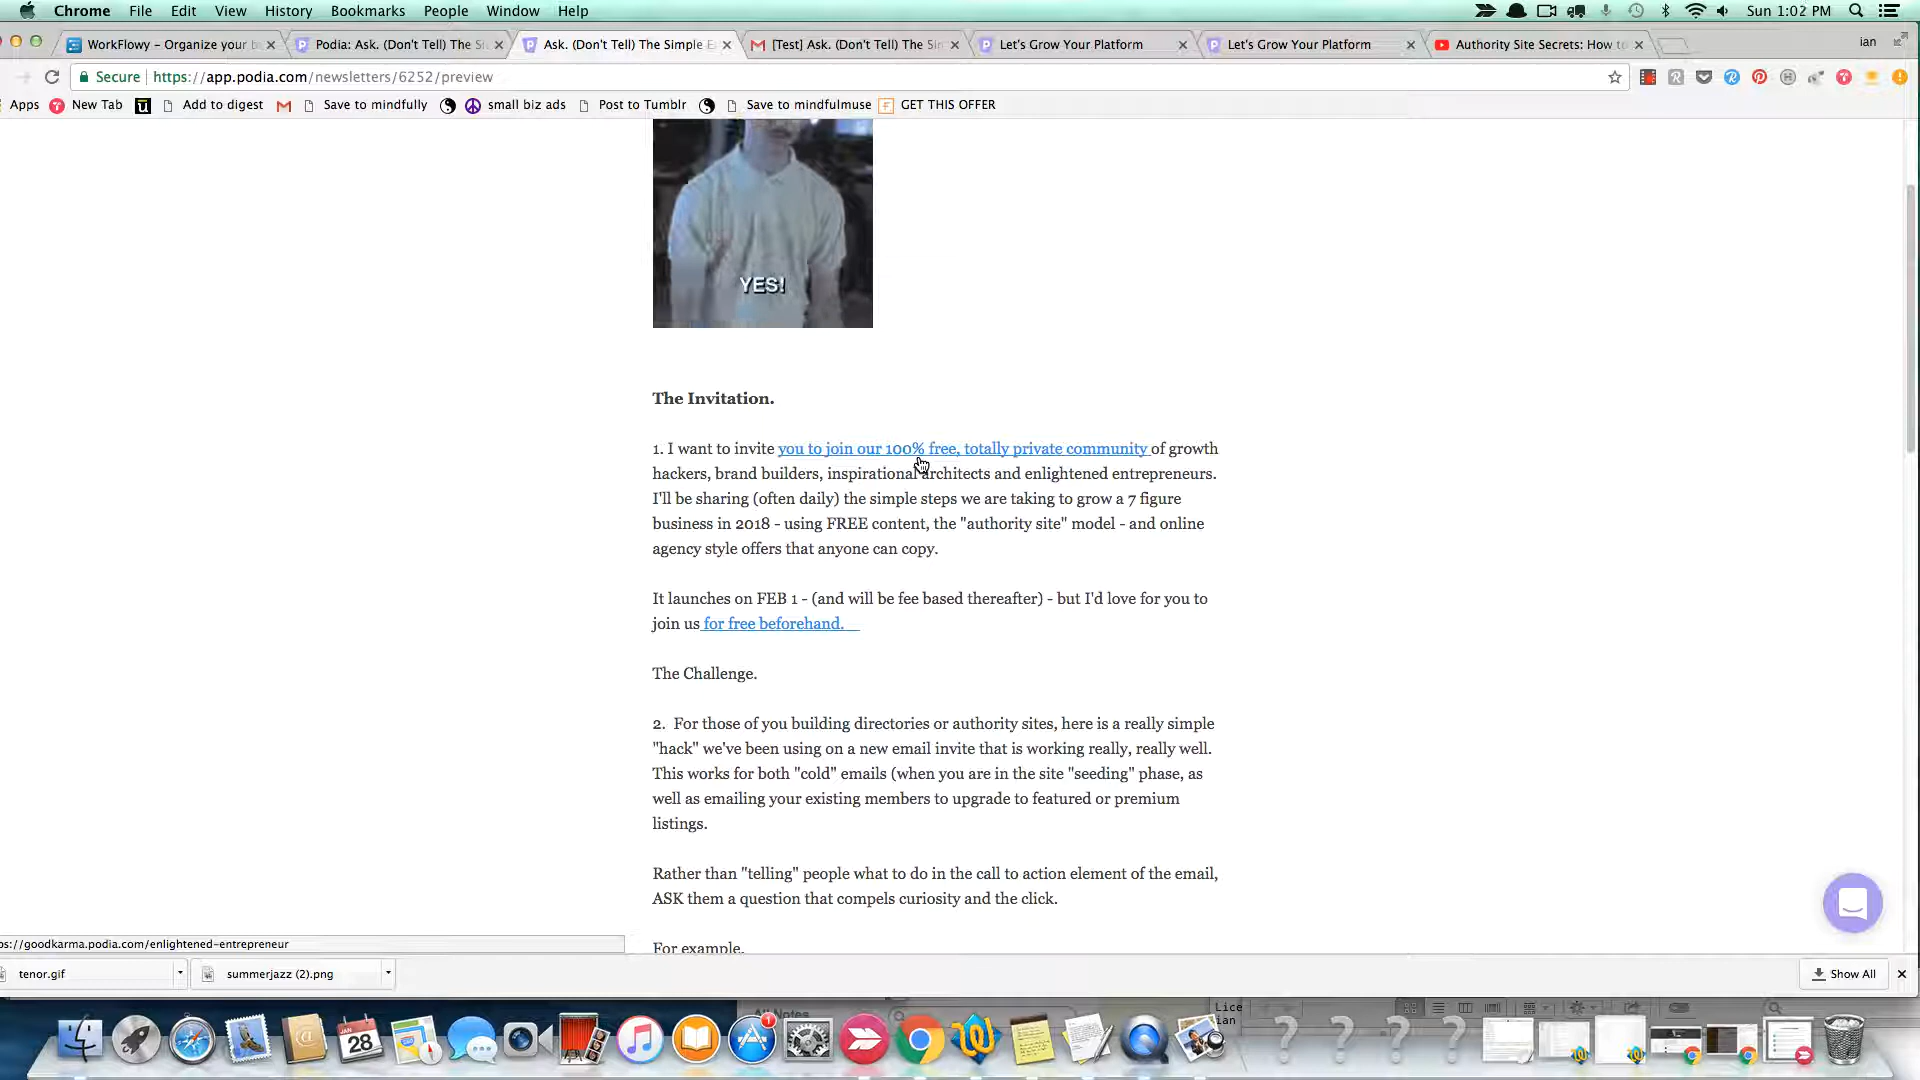 Chrome File Edit View History Bookmarks People Window Help Sun 1:02 PM
WorkFlowy - Organize your b Podia: Ask. (Don't Tell) The Si Ask. (Don't Tell) The Simple E [Test] Ask. (Don't Tell) The Sim Let's Grow Your Platform Let's Grow Your Platform Authority Site Secrets: How to ian
Secure https://app.podia.com/newsletters/6252/preview
Apps New Tab Add to digest Save to mindfully small biz ads Post to Tumblr Save to mindfulmuse GET THIS OFFER
YES!
The Invitation.
1. I want to invite you to join our 100% free, totally private community of growth
hackers, brand builders, inspirational architects and enlightened entrepreneurs.
I'll be sharing (often daily) the simple steps we are taking to grow a 7 figure
business in 2018 - using FREE content, the "authority site" model - and online
agency style offers that anyone can copy.
It launches on FEB 1 - (and will be fee based thereafter) - but I'd love for you to
join us for free beforehand.
The Challenge.
2. For those of you building directories or authority sites, here is a really simple
"hack" we've been using on a new email invite that is working really, really well.
This works for both "cold" emails (when you are in the site "seeding" phase, as
well as emailing your existing members to upgrade to featured or premium
listings.
Rather than "telling" people what to do in the call to action element of the email,
ASK them a question that compels curiosity and the click.
For example.
ps://goodkarma.podia.com/enlightened-entrepreneur
tenor.gif summerjazz (2).png Show All
All Notes
Lice
ian
JAN
28
1